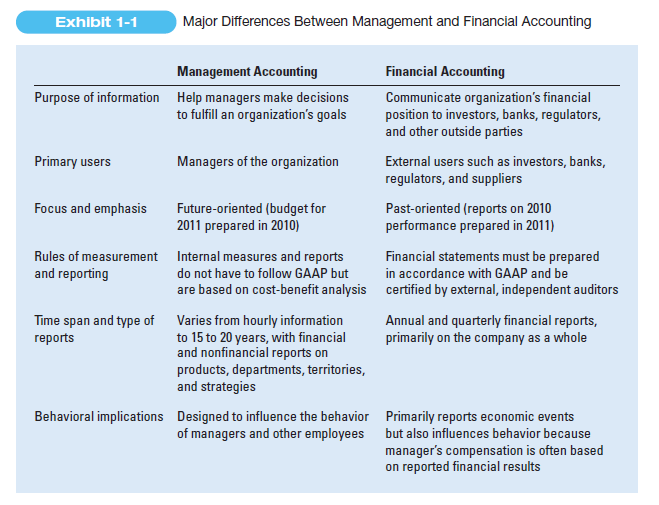 Exhibit 1-1 Major Differences Between Management and Financial Accounting
Management Accounting Financial Accounting
Purpose of information Help managers make decisions Communicate organization's financial
to fulfill an organization's goals position to investors, banks, regulators,
and other outside parties
Primary users Managers of the organization External users such as investors, banks,
regulators, and suppliers
Focus and emphasis Future-oriented (budget for Past-oriented (reports on 2010
2011 prepared in 2010) performance prepared in 2011)
Rules of measurement Internal measures and reports Financial statements must be prepared
and reporting do not have to follow GAAP but in accordance with GAAP and be
are based on cost-benefit analysis certified by external, independent auditors
Time span and type of Varies from hourly information Annual and quarterly financial reports,
reports to 15 to 20 years, with financial primarily on the company as a whole
and nonfinancial reports on
products, departments, territories,
and strategies
Behavioral implications Designed to influence the behavior Primarily reports economic events
of managers and other employees but also influences behavior because
manager's compensation is often based
on reported financial results